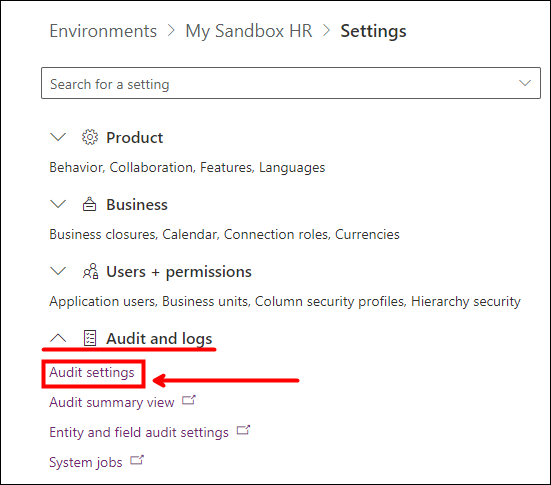 Environments > My Sandbox HR > Settings
Search for a setting
Product
Behavior, Collaboration, Features, Languages
Business
Business closures, Calendar, Connection roles, Currencies
Users + permissions
Application users, Business units, Column security profiles, Hierarchy security
Audit and logs
Audit settings
Audit summary view
Entity and field audit settings
System jobs